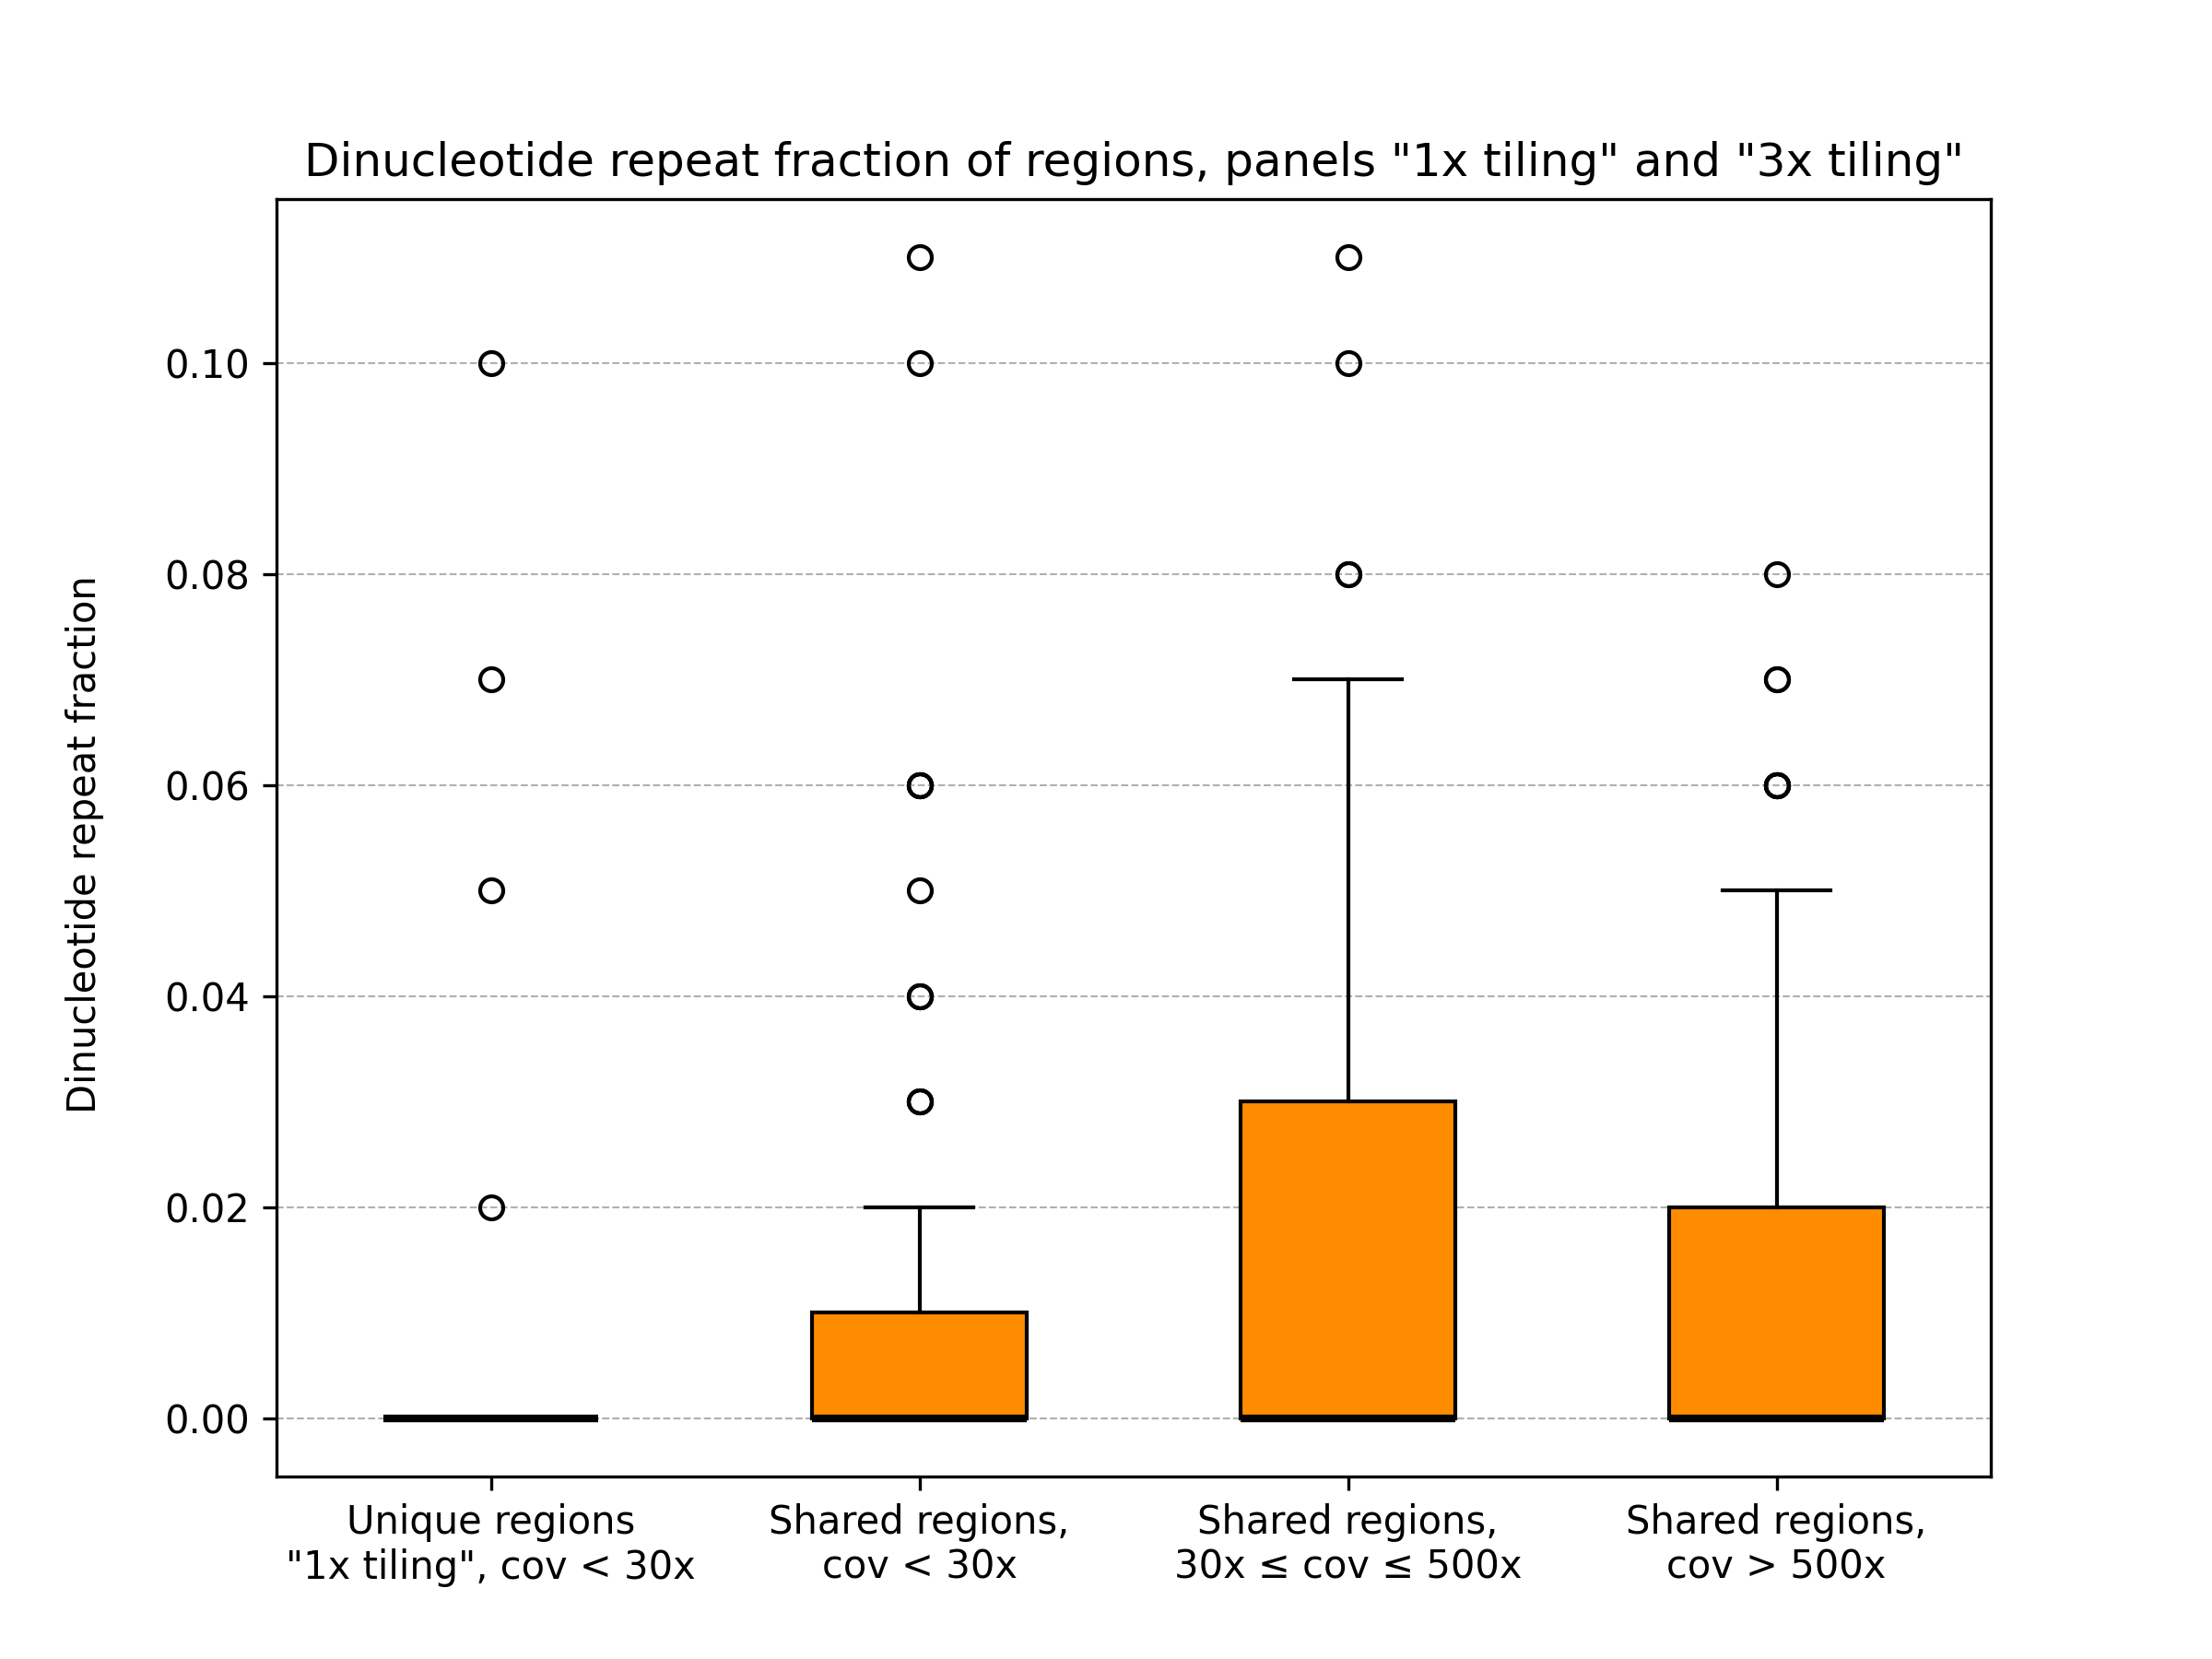 Dinucleotide repeat fraction of regions, panels "1x tiling" and "3x tiling"
Dinucleotide repeat fraction
0.10
0.08
0.06
0.04
0.02
0.00
Unique regions
"1x tiling", cov < 30x
Shared regions,
cov < 30x
Shared regions,
30x ≤ cov ≤ 500x
Shared regions,
cov > 500x